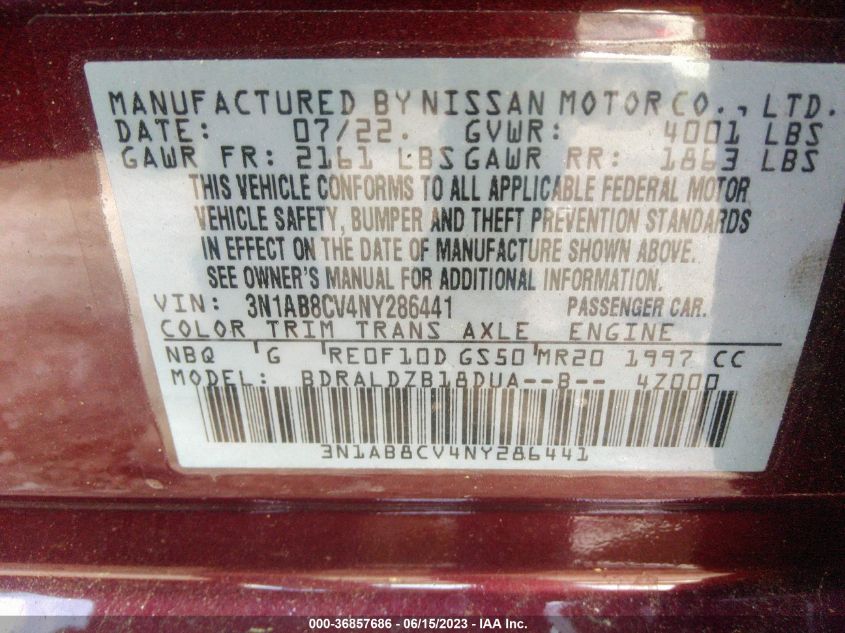 MANUFACTURED BY NISSAN MOTOR CO., LTD.
DATE: 07/22. GVWR: 4001 LBS
GAWR FR: 2161 LBS GAWR RR: 1863 LBS
THIS VEHICLE CONFORMS TO ALL APPLICABLE FEDERAL MOTOR
VEHICLE SAFETY, BUMPER AND THEFT PREVENTION STANDARDS
IN EFFECT ON THE DATE OF MANUFACTURE SHOWN ABOVE.
SEE OWNER'S MANUAL FOR ADDITIONAL INFORMATION.
VIN: 3N1AB8CV4NY286441 PASSENGER CAR.
COLOR TRIM TRANS AXLE ENGINE
NBQ G RE0F10D GS50 MR20 1997 CC
MODEL: BDRALDZB18DUA--B-- 4Z000
3N1AB8CV4NY286441
000-36857686 - 06/15/2023 - IAA Inc.